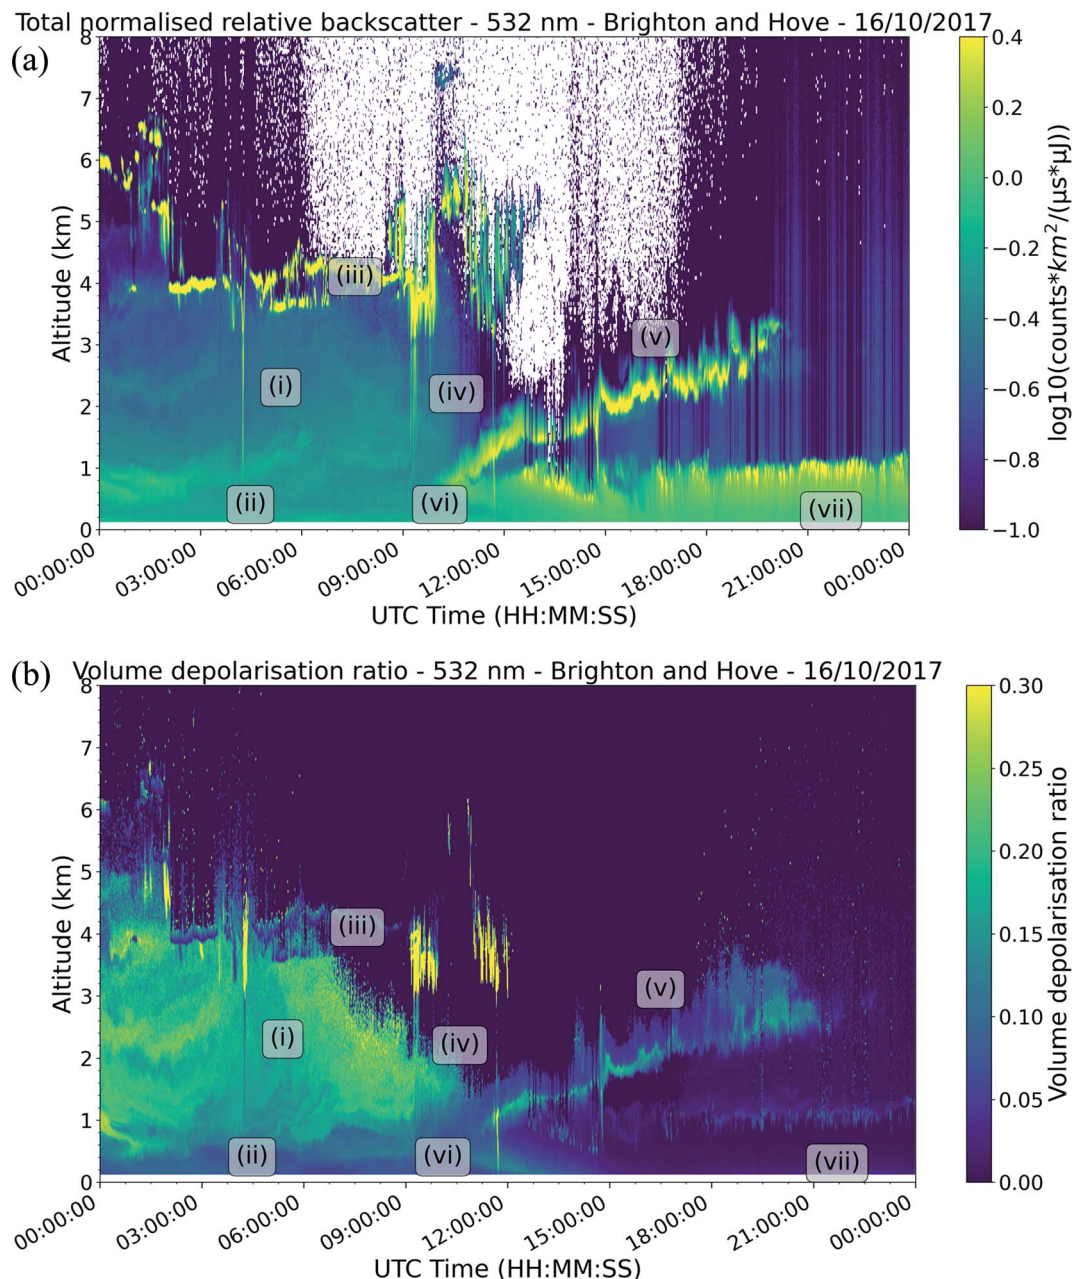 Total normalised relative backscatter - 532 nm - Brighton and Hove - 16/10/2017
(a)
8
7
6
5
4
3
2
1
0
Altitude (km)
(i)
(ii)
(iii)
(iv)
(v)
(vi)
(vii)
00:00:00
03:00:00
06:00:00
09:00:00
12:00:00
15:00:00
18:00:00
21:00:00
00:00:00
UTC Time (HH:MM:SS)
0.4
0.2
0.0
−0.2
−0.4
−0.6
−0.8
−1.0
log10(counts*km²/(μs*μJ))
(b)
Volume depolarisation ratio - 532 nm - Brighton and Hove - 16/10/2017
8
7
6
5
4
3
2
1
0
Altitude (km)
(i)
(ii)
(iii)
(iv)
(v)
(vi)
(vii)
00:00:00
03:00:00
06:00:00
09:00:00
12:00:00
15:00:00
18:00:00
21:00:00
00:00:00
UTC Time (HH:MM:SS)
0.30
0.25
0.20
0.15
0.10
0.05
0.00
Volume depolarisation ratio